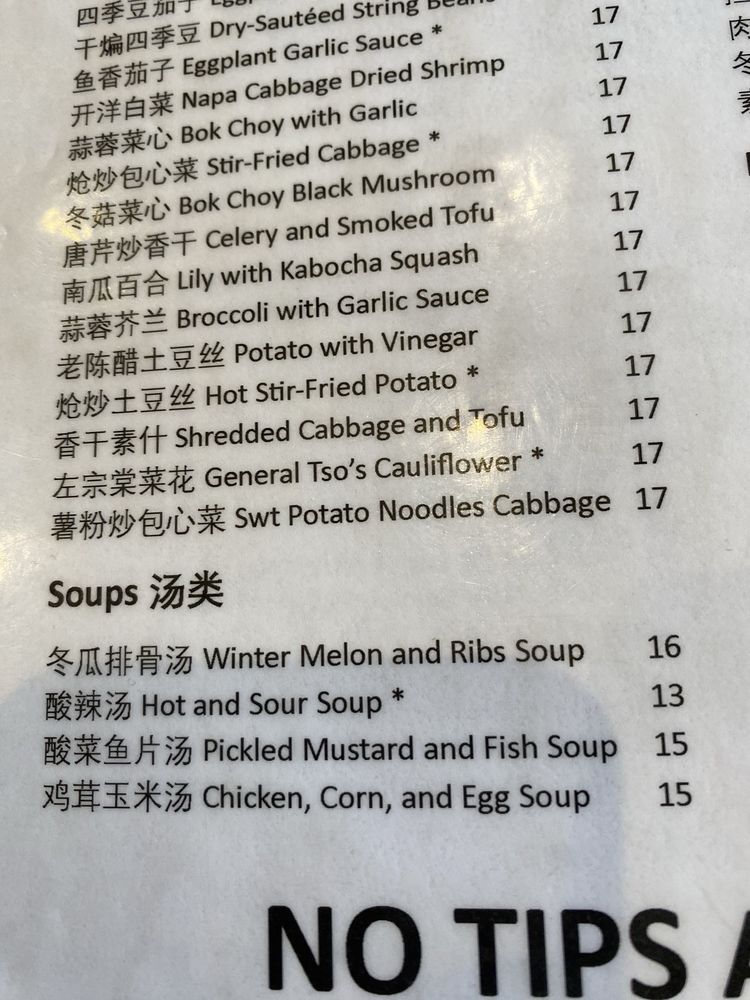 四季豆茄子
干煸四季豆 Dry-Sautéed String Beans 17
鱼香茄子 Eggplant Garlic Sauce * 17
开洋白菜 Napa Cabbage Dried Shrimp 17
蒜蓉菜心 Bok Choy with Garlic 17
炝炒包心菜 Stir-Fried Cabbage * 17
冬菇菜心 Bok Choy Black Mushroom 17
唐芹炒香干 Celery and Smoked Tofu 17
南瓜百合 Lily with Kabocha Squash 17
蒜蓉芥兰 Broccoli with Garlic Sauce 17
老陈醋土豆丝 Potato with Vinegar 17
炝炒土豆丝 Hot Stir-Fried Potato * 17
香干素什 Shredded Cabbage and Tofu 17
左宗棠菜花 General Tso's Cauliflower * 17
薯粉炒包心菜 Swt Potato Noodles Cabbage 17
Soups 汤类
冬瓜排骨汤 Winter Melon and Ribs Soup 16
酸辣汤 Hot and Sour Soup * 13
酸菜鱼片汤 Pickled Mustard and Fish Soup 15
鸡茸玉米汤 Chicken, Corn, and Egg Soup 15
NO TIPS